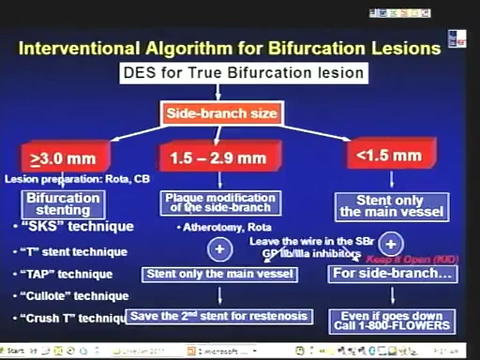 Interventional Algorithm for Bifurcation Lesions
DES for True Bifurcation lesion
Side-branch size
≥3.0 mm
1.5 – 2.9 mm
<1.5 mm
Lesion preparation: Rota, CB
Bifurcation
stenting
Plaque modification
of the side-branch
Stent only
the main vessel
• "SKS" technique
• "T" stent technique
• "TAP" technique
• "Cullote" technique
• "Crush T" techniqu
• Atherotomy, Rota
+
Leave the wire in the SBr
GP IIb/IIIa inhibitors
+
Keep it Open (KIO)
Stent only the main vessel
For side-branch...
Save the 2nd stent for restenosis
Even if goes down
Call 1-800-FLOWERS
2 microsoft